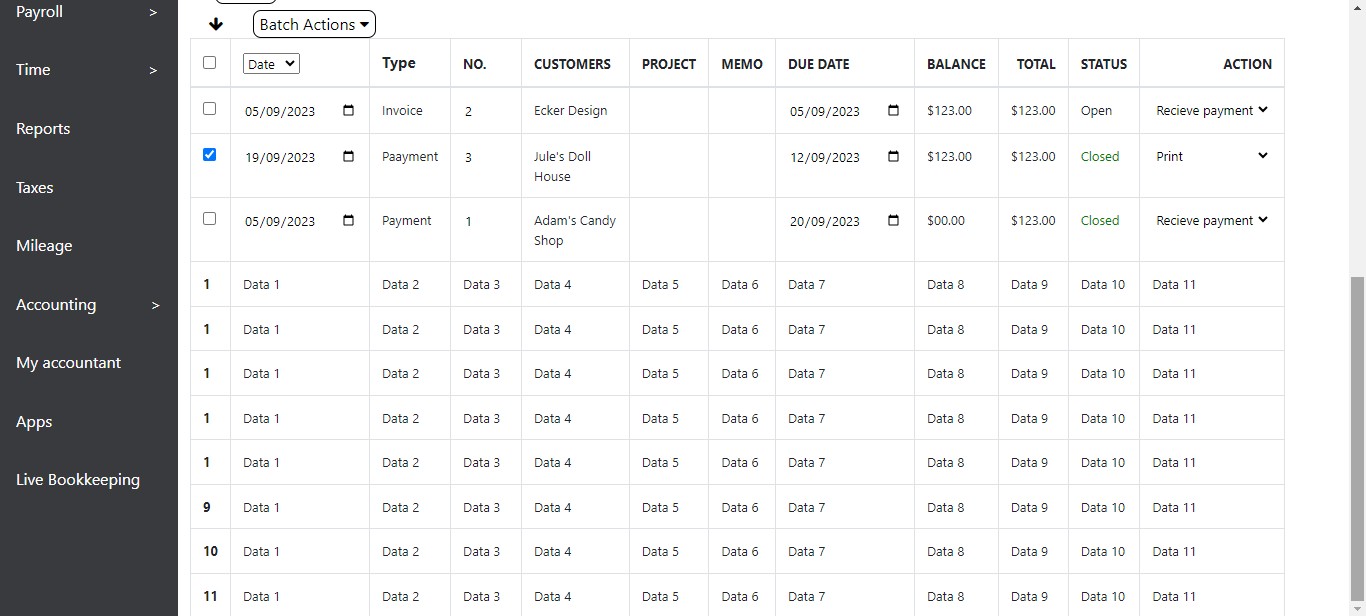 Payroll >
Time >
Reports
Taxes
Mileage
Accounting >
My accountant
Apps
Live Bookkeeping
Batch Actions
Date Type NO. CUSTOMERS PROJECT MEMO DUE DATE BALANCE TOTAL STATUS ACTION
05/09/2023 Invoice 2 Ecker Design 05/09/2023 $123.00 $123.00 Open Recieve payment
19/09/2023 Paayment 3 Jule's Doll House 12/09/2023 $123.00 $123.00 Closed Print
05/09/2023 Payment 1 Adam's Candy Shop 20/09/2023 $00.00 $123.00 Closed Recieve payment
1 Data 1 Data 2 Data 3 Data 4 Data 5 Data 6 Data 7 Data 8 Data 9 Data 10 Data 11
1 Data 1 Data 2 Data 3 Data 4 Data 5 Data 6 Data 7 Data 8 Data 9 Data 10 Data 11
1 Data 1 Data 2 Data 3 Data 4 Data 5 Data 6 Data 7 Data 8 Data 9 Data 10 Data 11
1 Data 1 Data 2 Data 3 Data 4 Data 5 Data 6 Data 7 Data 8 Data 9 Data 10 Data 11
1 Data 1 Data 2 Data 3 Data 4 Data 5 Data 6 Data 7 Data 8 Data 9 Data 10 Data 11
9 Data 1 Data 2 Data 3 Data 4 Data 5 Data 6 Data 7 Data 8 Data 9 Data 10 Data 11
10 Data 1 Data 2 Data 3 Data 4 Data 5 Data 6 Data 7 Data 8 Data 9 Data 10 Data 11
11 Data 1 Data 2 Data 3 Data 4 Data 5 Data 6 Data 7 Data 8 Data 9 Data 10 Data 11